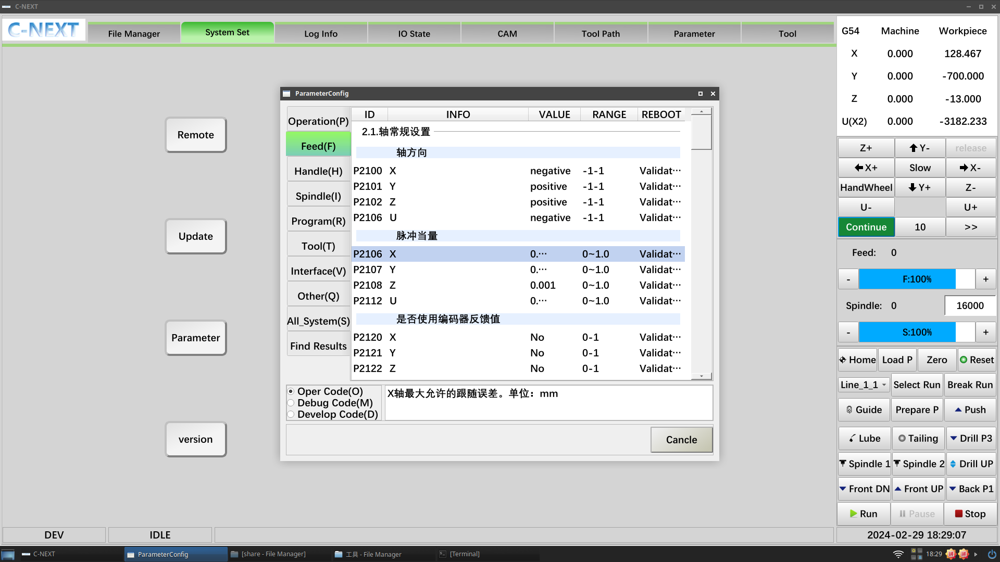 C-NEXT
C-NEXT
File Manager
System Set
Log Info
IO State
CAM
Tool Path
Parameter
Tool
Remote
Update
Parameter
version
ParameterConfig
Operation(P)
Feed(F)
Handle(H)
Spindle(I)
Program(R)
Tool(T)
Interface(V)
Other(Q)
All_System(S)
Find Results
ID INFO VALUE RANGE REBOOT
2.1.轴常规设置
轴方向
P2100 X negative -1-1 Validat···
P2101 Y positive -1-1 Validat···
P2102 Z positive -1-1 Validat···
P2106 U negative -1-1 Validat···
脉冲当量
P2106 X 0.··· 0~1.0 Validat···
P2107 Y 0.··· 0~1.0 Validat···
P2108 Z 0.001 0~1.0 Validat···
P2112 U 0.··· 0~1.0 Validat···
是否使用编码器反馈值
P2120 X No 0-1 Validat···
P2121 Y No 0-1 Validat···
P2122 Z No 0-1 Validat···
Oper Code(O)
Debug Code(M)
Develop Code(D)
X轴最大允许的跟随误差。单位：mm
Cancle
G54 Machine Workpiece
X 0.000 128.467
Y 0.000 -700.000
Z 0.000 -13.000
U(X2) 0.000 -3182.233
Z+ Y- release
X+ Slow X-
HandWheel Y+ Z-
U- U+
Continue 10 >>
Feed: 0
- F:100% +
Spindle: 0 16000
- S:100% +
Home Load P Zero Reset
Line_1_1 Select Run Break Run
Guide Prepare P Push
Lube Tailing Drill P3
Spindle 1 Spindle 2 Drill UP
Front DN Front UP Back P1
Run Pause Stop
DEV
IDLE
2024-02-29 18:29:07
C-NEXT
ParameterConfig
[share - File Manager]
工具 - File Manager
[Terminal]
18:29